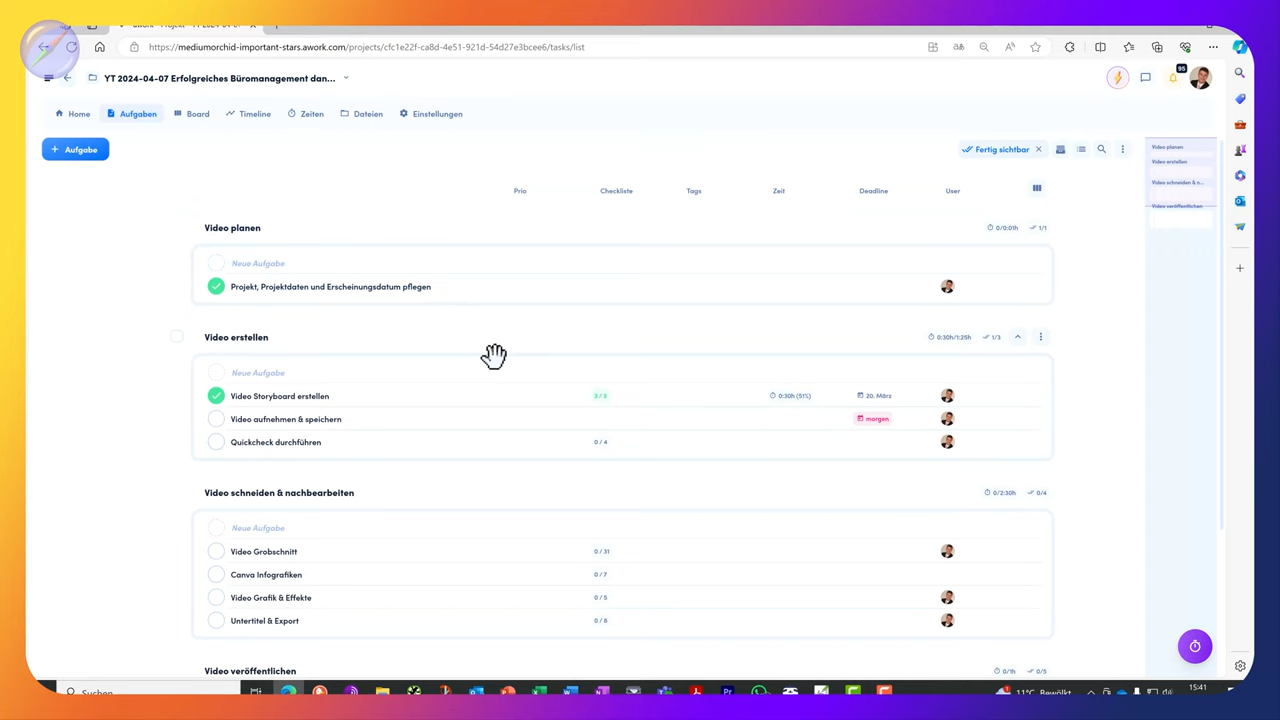 https://mediumorchid-important-stars.awork.com/projects/cfc1e22f-ca8d-4e51-921d-54d27e3bcee6/tasks/list
YT 2024-04-07 Erfolgreiches Büromanagement dan...
95
Home Aufgaben Board Timeline Zeiten Dateien Einstellungen
+ Aufgabe
Fertig sichtbar
Prio Checkliste Tags Zeit Deadline User
Video planen 0/0:01h 1/1
Neue Aufgabe
Projekt, Projektdaten und Erscheinungsdatum pflegen
Video erstellen 0:30h/1:25h 1/3
Neue Aufgabe
Video Storyboard erstellen 3 / 3 0:30h (51%) 20. März
Video aufnehmen & speichern morgen
Quickcheck durchführen 0 / 4
Video schneiden & nachbearbeiten 0/2:30h 0/4
Neue Aufgabe
Video Grobschnitt 0 / 31
Canva Infografiken 0 / 7
Video Grafik & Effekte 0 / 5
Untertitel & Export 0 / 8
Video veröffentlichen 0/1h 0/5
Video planen
Video erstellen
Video schneiden & n...
Video veröffentlichen
Suchen
11°C Bewölkt
15:41